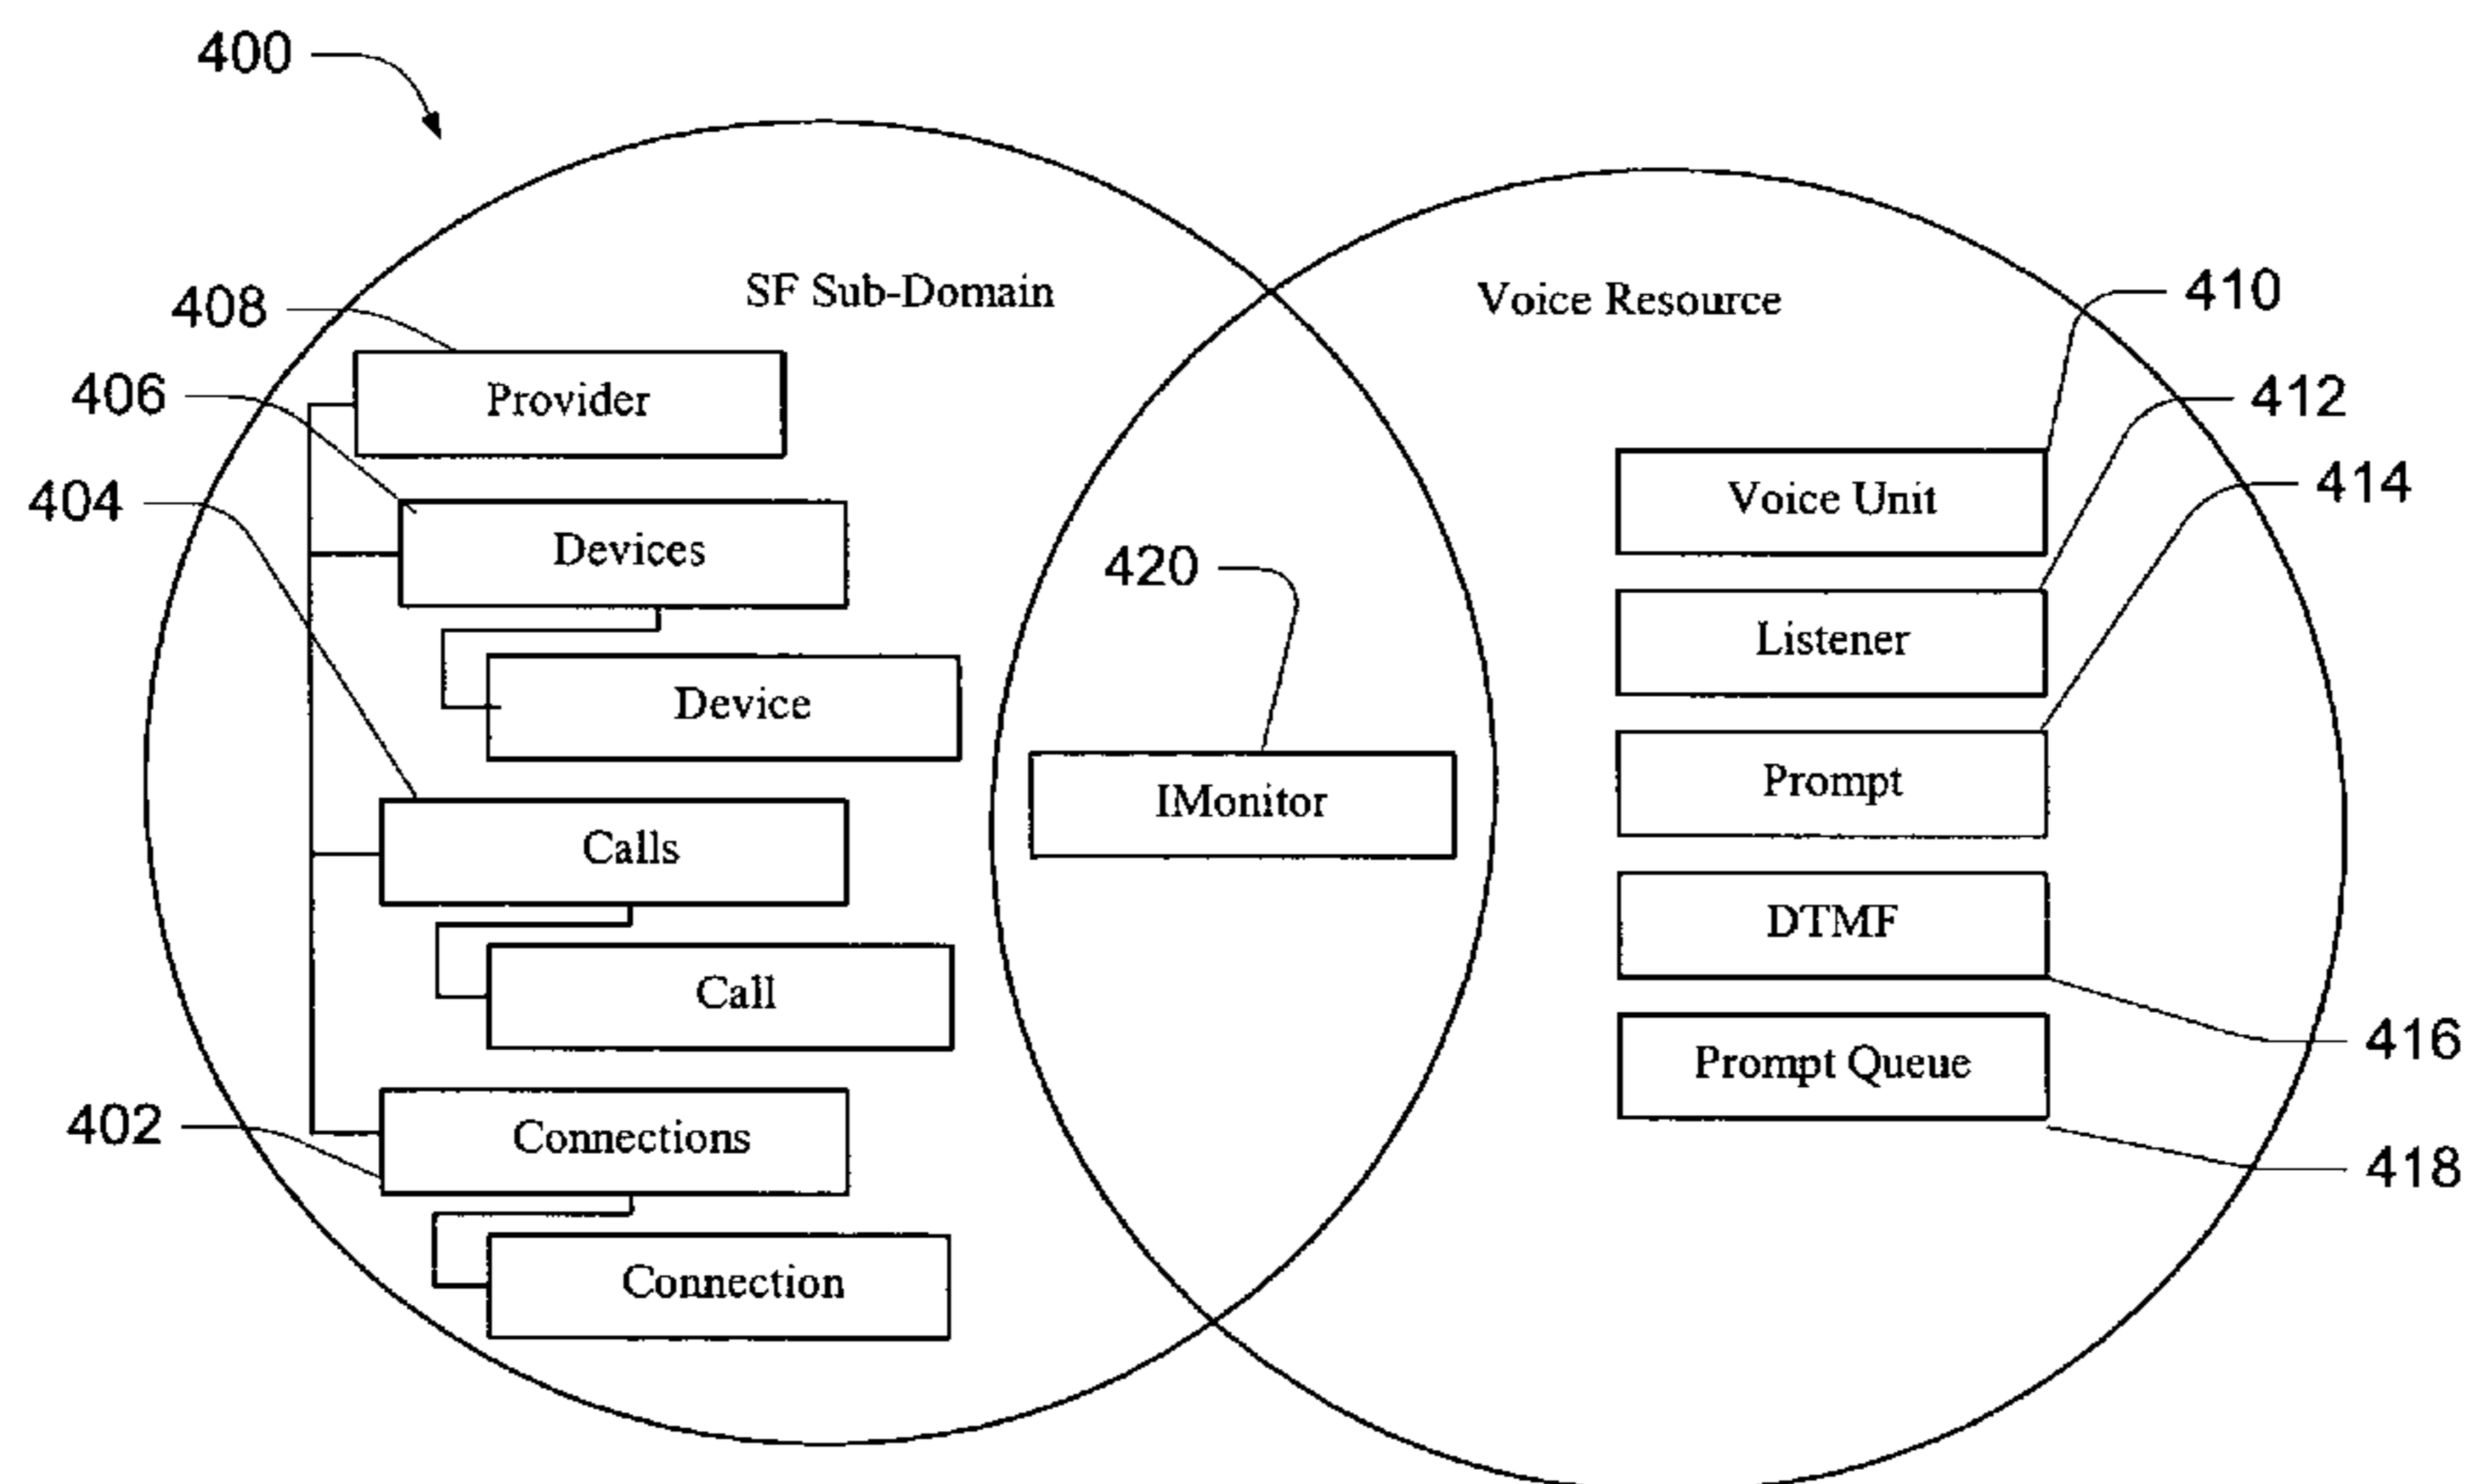 400
SF Sub-Domain
Voice Resource
408
410
406
Provider
412
404
Devices
Voice Unit
414
420
Listener
Device
Prompt
IMonitor
Calls
DTMF
Call
416
Prompt Queue
402
Connections
418
Connection